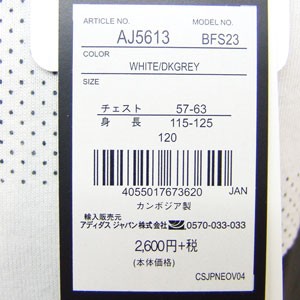 ARTICLE NO. MODEL NO.
AJ5613 BFS23
COLOR
WHITE/DKGREY
SIZE
チェスト 57-63
身長 115-125
120
4055017673620 JAN
カンボジア製
輸入販売元
アディダス ジャパン株式会社 0570-033-033
2,600円+税
(本体価格)
CSJPNEOV04